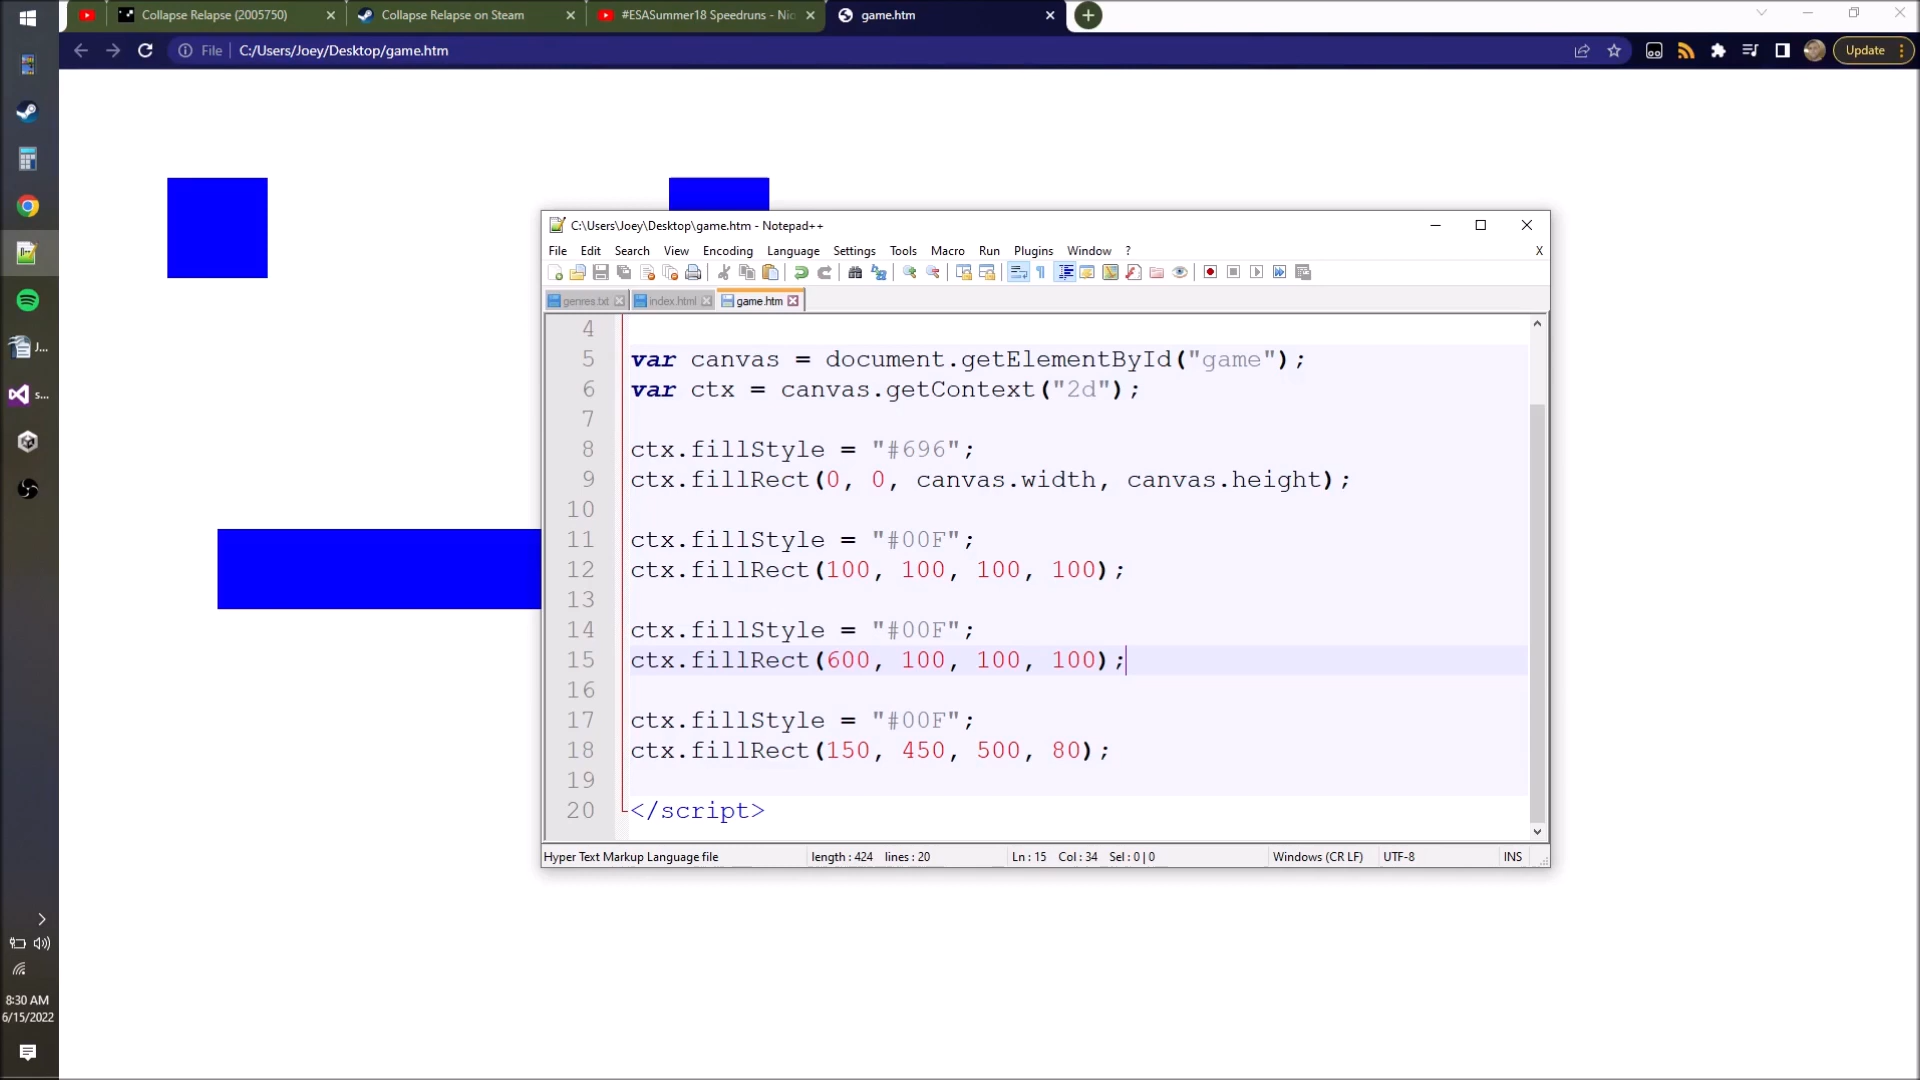 Collapse Relapse (2005750)
Collapse Relapse on Steam
#ESASummer18 Speedruns - Nic
game.htm
File
C:/Users/Joey/Desktop/game.htm
Update
C:\Users\Joey\Desktop\game.htm - Notepad++
File Edit Search View Encoding Language Settings Tools Macro Run Plugins Window ? X
genres.txt index.html game.htm
4
5 var canvas = document.getElementById("game");
6 var ctx = canvas.getContext("2d");
7
8 ctx.fillStyle = "#696";
9 ctx.fillRect(0, 0, canvas.width, canvas.height);
10
11 ctx.fillStyle = "#00F";
12 ctx.fillRect(100, 100, 100, 100);
13
14 ctx.fillStyle = "#00F";
15 ctx.fillRect(600, 100, 100, 100);
16
17 ctx.fillStyle = "#00F";
18 ctx.fillRect(150, 450, 500, 80);
19
20 </script>
Hyper Text Markup Language file length : 424 lines : 20 Ln : 15 Col : 34 Sel : 0 | 0 Windows (CR LF) UTF-8 INS
J...
s...
8:30 AM
6/15/2022